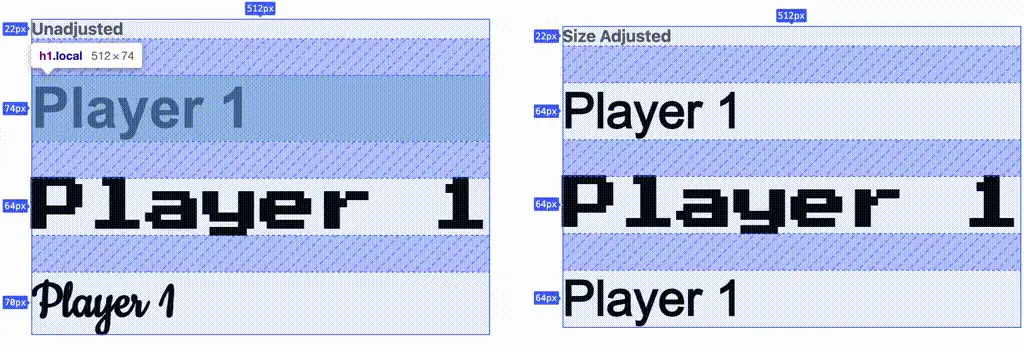 512px
22px Unadjusted
h1.local 512 × 74
74px Player 1
64px Player 1
70px Player 1
512px
22px Size Adjusted
64px Player 1
64px Player 1
64px Player 1